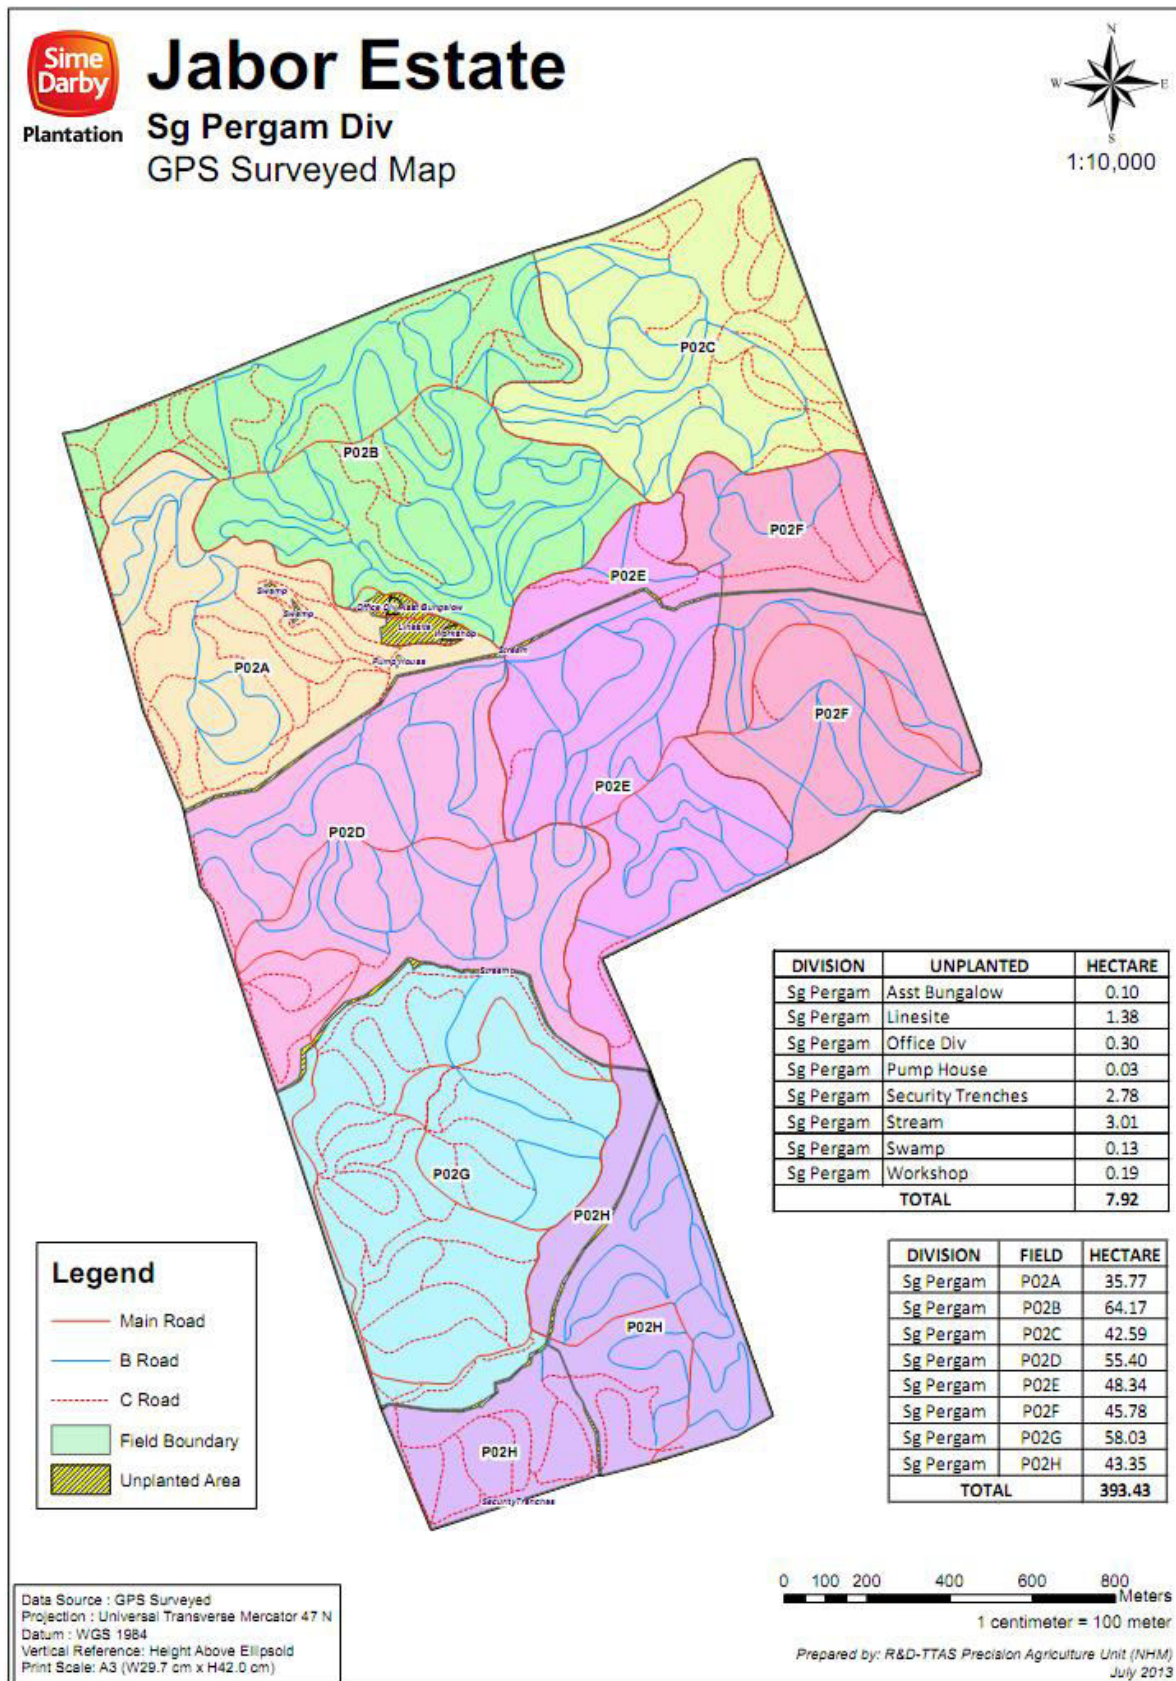 Sime
Darby
Plantation
Jabor Estate
Sg Pergam Div
GPS Surveyed Map
N
W E
S
1:10,000
P02C
P02B
P02F
P02E
Swamp
Swamp
Office Div Asst Bungalow
Linesite Workshop
Stream
Pump House
P02A
P02F
P02E
P02D
Stream
P02G
P02H
P02H
P02H
Security Trenches
DIVISION UNPLANTED HECTARE
Sg Pergam Asst Bungalow 0.10
Sg Pergam Linesite 1.38
Sg Pergam Office Div 0.30
Sg Pergam Pump House 0.03
Sg Pergam Security Trenches 2.78
Sg Pergam Stream 3.01
Sg Pergam Swamp 0.13
Sg Pergam Workshop 0.19
TOTAL 7.92
DIVISION FIELD HECTARE
Sg Pergam P02A 35.77
Sg Pergam P02B 64.17
Sg Pergam P02C 42.59
Sg Pergam P02D 55.40
Sg Pergam P02E 48.34
Sg Pergam P02F 45.78
Sg Pergam P02G 58.03
Sg Pergam P02H 43.35
TOTAL 393.43
Legend
Main Road
B Road
C Road
Field Boundary
Unplanted Area
Data Source : GPS Surveyed
Projection : Universal Transverse Mercator 47 N
Datum : WGS 1984
Vertical Reference: Height Above Ellipsoid
Print Scale: A3 (W29.7 cm x H42.0 cm)
0 100 200 400 600 800
Meters
1 centimeter = 100 meter
Prepared by: R&D-TTAS Precision Agriculture Unit (NHM)
July 2013